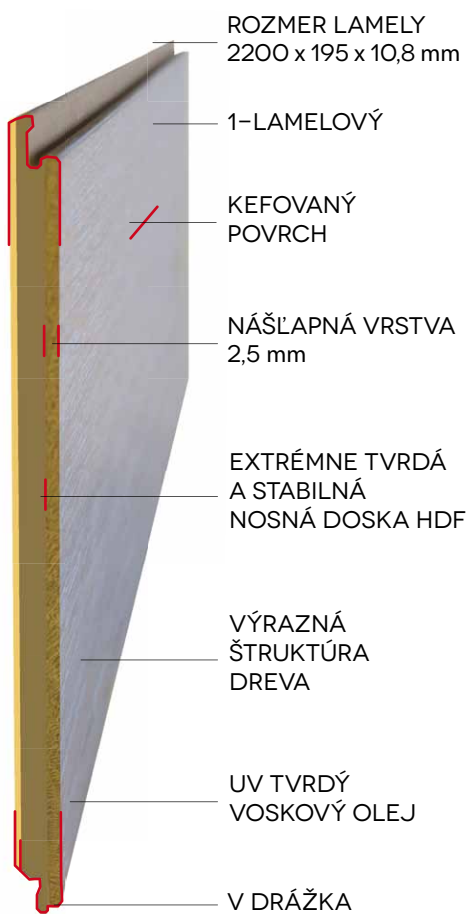 ROZMER LAMELY
2200 x 195 x 10,8 mm
1-LAMELOVÝ
KEFOVANÝ
POVRCH
NÁŠĽAPNÁ VRSTVA
2,5 mm
EXTRÉMNE TVRDÁ
A STABILNÁ
NOSNÁ DOSKA HDF
VÝRAZNÁ
ŠTRUKTÚRA
DREVA
UV TVRDÝ
VOSKOVÝ OLEJ
V DRÁŽKA